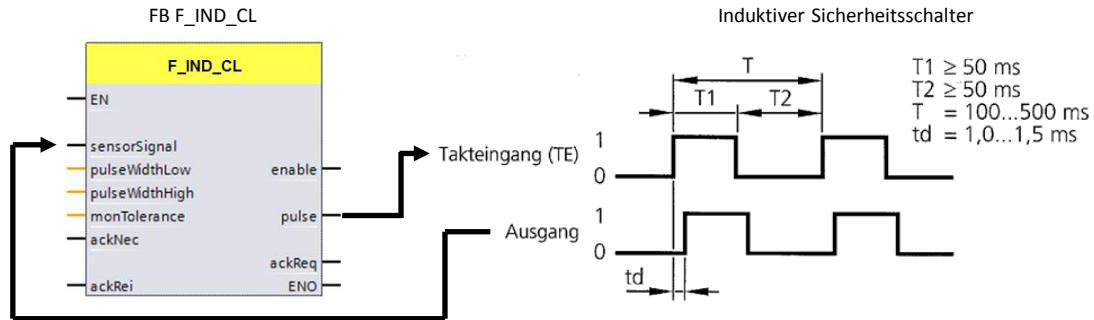 FB F_IND_CL
Induktiver Sicherheitsschalter
F_IND_CL
EN
sensorSignal
pulseWidthLow
enable
pulseWidthHigh
monTolerance
pulse
ackNec
ackReq
ackRei
ENO
Takteingang (TE)
Ausgang
T
T1
T2
1
0
1
0
td
T1 ≥ 50 ms
T2 ≥ 50 ms
T = 100...500 ms
td = 1,0...1,5 ms